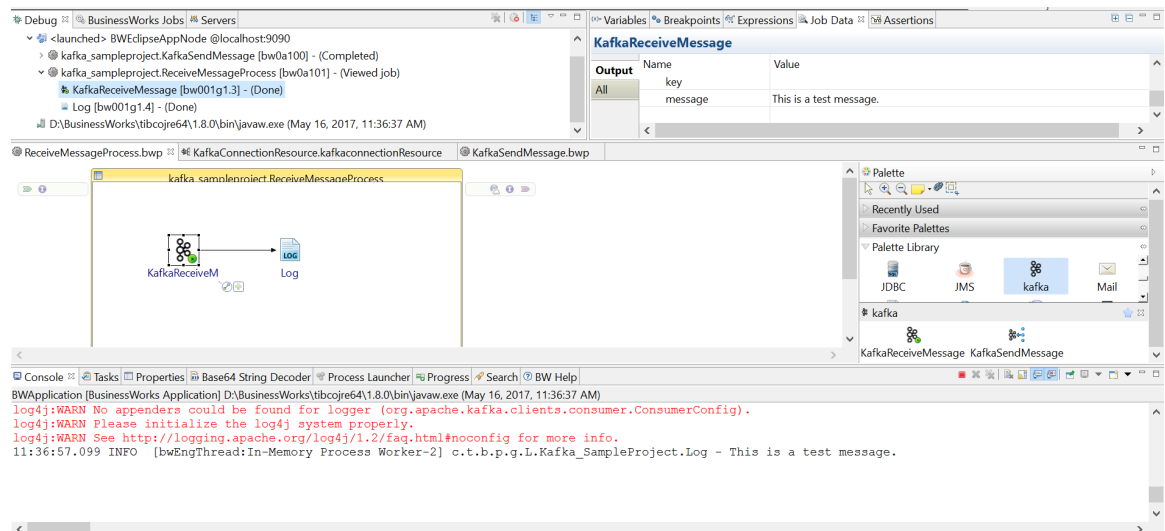 Debug BusinessWorks Jobs Servers
<launched> BWEclipseAppNode @localhost:9090
kafka_sampleproject.KafkaSendMessage [bw0a100] - (Completed)
kafka_sampleproject.ReceiveMessageProcess [bw0a101] - (Viewed job)
KafkaReceiveMessage [bw001g1.3] - (Done)
Log [bw001g1.4] - (Done)
D:\BusinessWorks\tibcojre64\1.8.0\bin\javaw.exe (May 16, 2017, 11:36:37 AM)
Variables Breakpoints Expressions Job Data Assertions
KafkaReceiveMessage
Output
All
Name Value
key
message This is a test message.
ReceiveMessageProcess.bwp KafkaConnectionResource.kafkaconnectionResource KafkaSendMessage.bwp
kafka_sampleproject.ReceiveMessageProcess
KafkaReceiveM
LOG
Log
Palette
Recently Used
Favorite Palettes
Palette Library
JDBC JMS kafka Mail
kafka
KafkaReceiveMessage KafkaSendMessage
Console Tasks Properties Base64 String Decoder Process Launcher Progress Search BW Help
BWApplication [BusinessWorks Application] D:\BusinessWorks\tibcojre64\1.8.0\bin\javaw.exe (May 16, 2017, 11:36:37 AM)
log4j:WARN No appenders could be found for logger (org.apache.kafka.clients.consumer.ConsumerConfig).
log4j:WARN Please initialize the log4j system properly.
log4j:WARN See http://logging.apache.org/log4j/1.2/faq.html#noconfig for more info.
11:36:57.099 INFO [bwEngThread:In-Memory Process Worker-2] c.t.b.p.g.L.Kafka_SampleProject.Log - This is a test message.